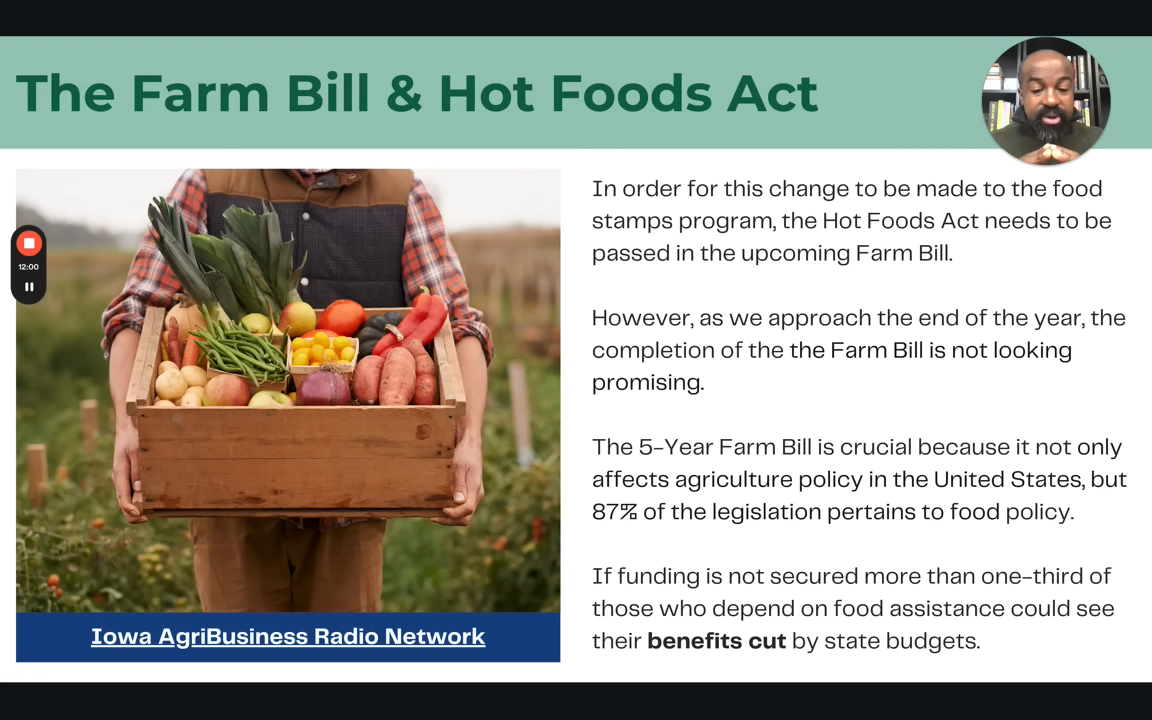 The Farm Bill & Hot Foods Act
In order for this change to be made to the food
stamps program, the Hot Foods Act needs to be
passed in the upcoming Farm Bill.
However, as we approach the end of the year, the
completion of the the Farm Bill is not looking
promising.
The 5-Year Farm Bill is crucial because it not only
affects agriculture policy in the United States, but
87% of the legislation pertains to food policy.
If funding is not secured more than one-third of
those who depend on food assistance could see
their benefits cut by state budgets.
12:00
Iowa AgriBusiness Radio Network